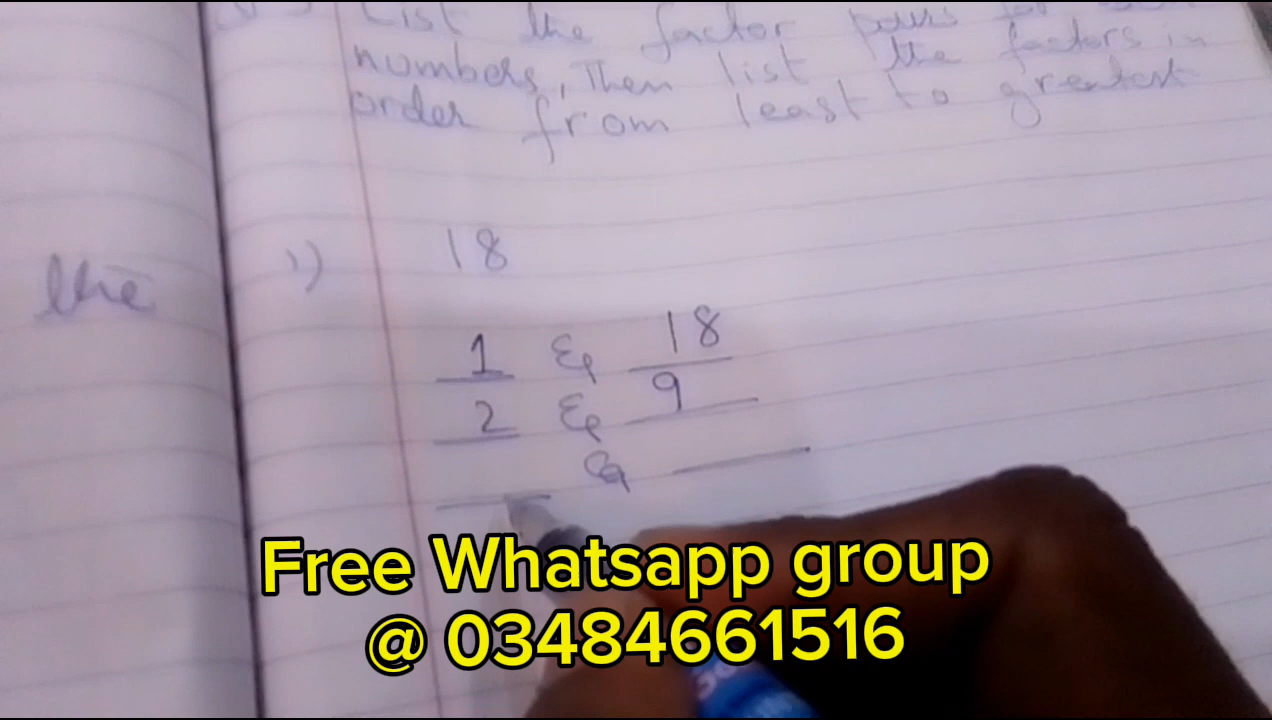 List the factor pairs
numbers, Then list the factors in
order from least to greatest
the
1) 18
1 & 18
2 & 9
&
Free Whatsapp group
@ 03484661516